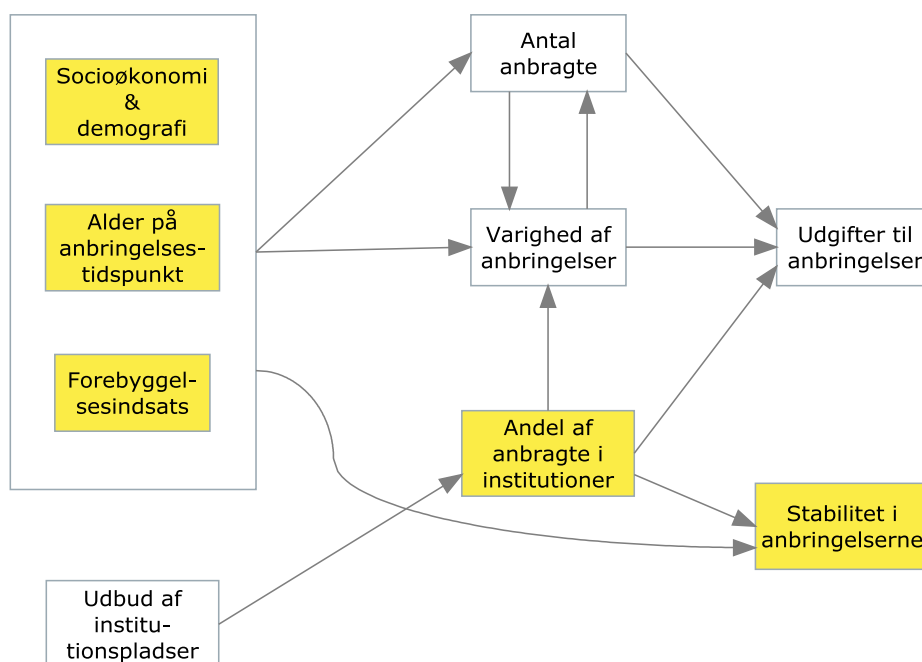 Socioøkonomi
&
demografi
Alder på
anbringelses-
tidspunkt
Forebyggel-
sesindsats
Udbud af
institu-
tionspladser
Antal
anbragte
Varighed af
anbringelser
Andel af
anbragte i
institutioner
Udgifter til
anbringelser
Stabilitet i
anbringelserne